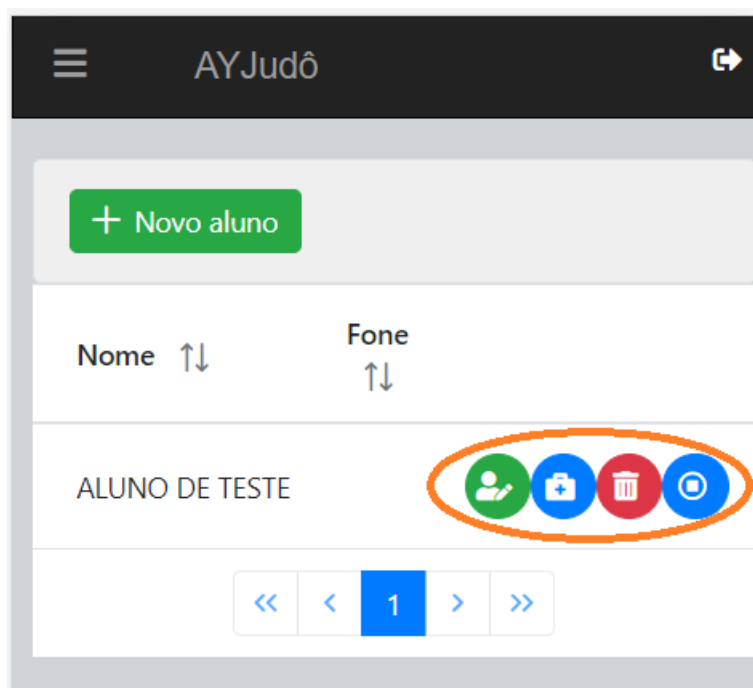 AYJudô
+ Novo aluno
Nome
Fone
ALUNO DE TESTE
« ‹ 1 › »